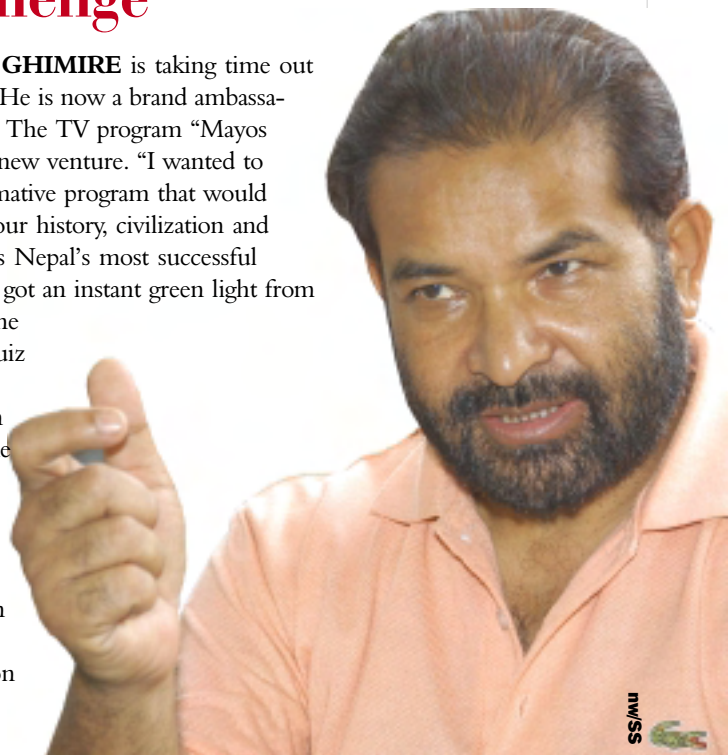 GHIMIRE is taking time out
He is now a brand ambassa-
The TV program “Mayos
new venture. “I wanted to
mative program that would
our history, civilization and
s Nepal’s most successful
got an instant green light from
ne
uiz
n
e
n
on
nw/SS